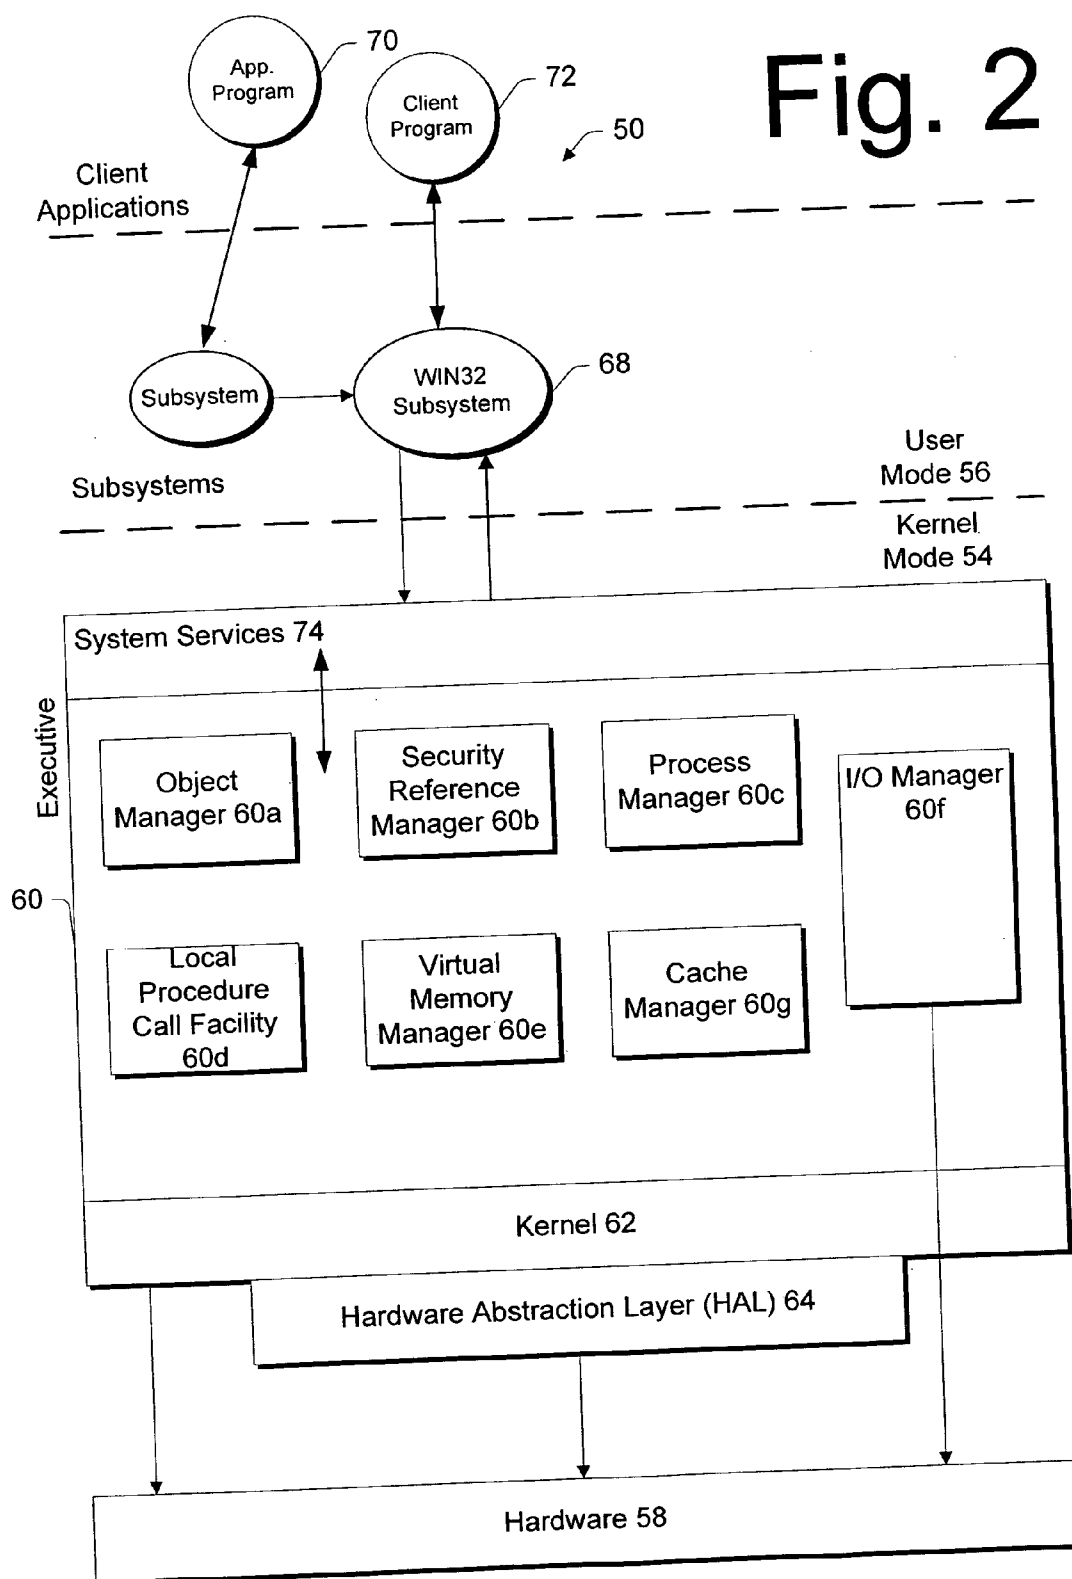 Fig. 2
70
App.
Program
72
Client
Program
50
Client
Applications
68
WIN32
Subsystem
Subsystem
Subsystems
User
Mode 56
Kernel
Mode 54
System Services 74
Executive
Object
Manager 60a
Security
Reference
Manager 60b
Process
Manager 60c
I/O Manager
60f
60
Local
Procedure
Call Facility
60d
Virtual
Memory
Manager 60e
Cache
Manager 60g
Kernel 62
Hardware Abstraction Layer (HAL) 64
Hardware 58